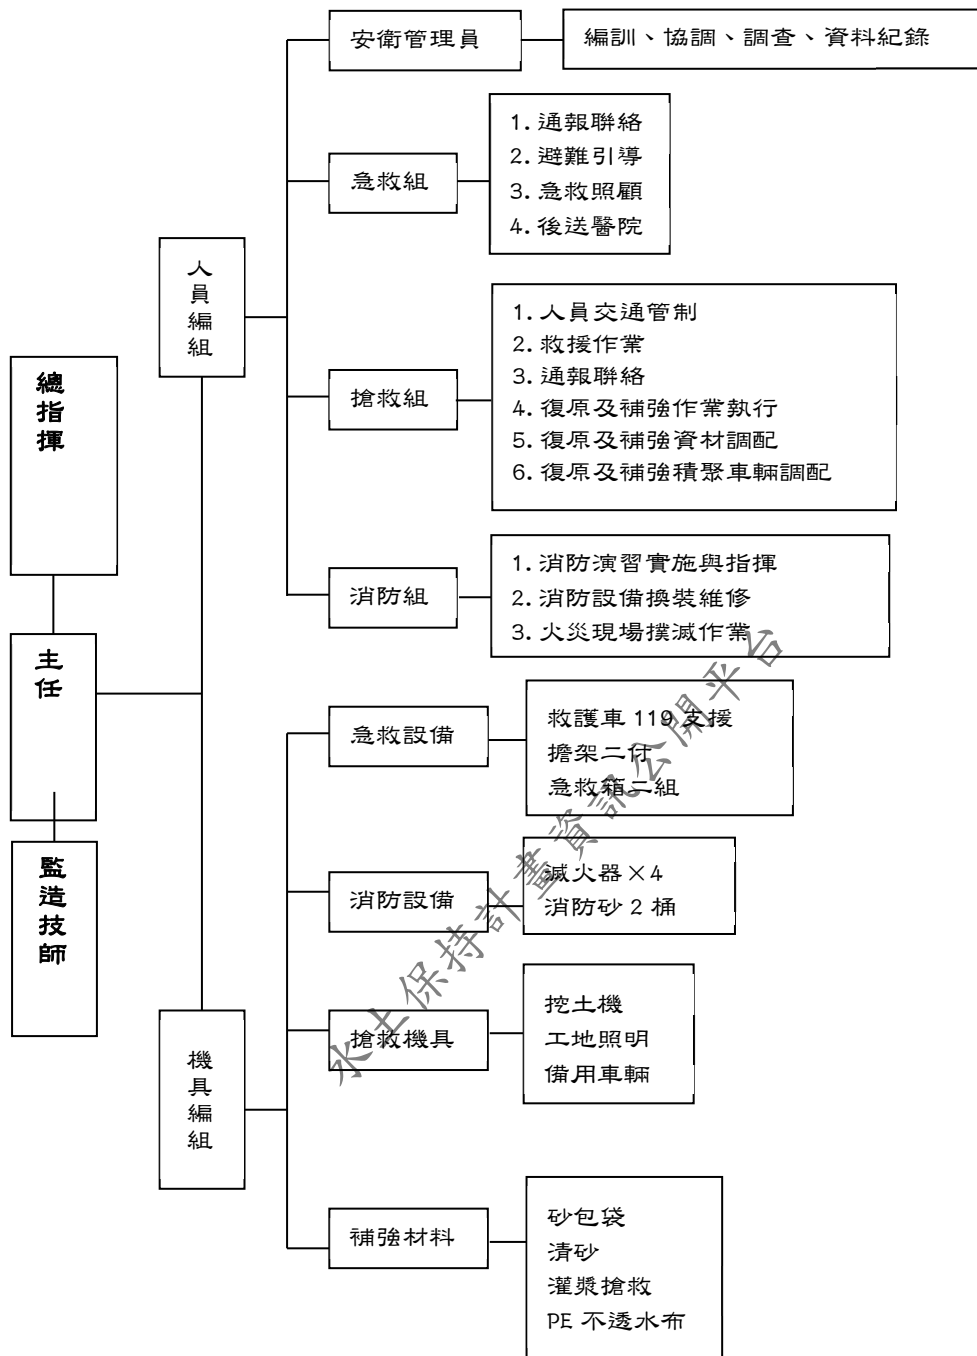 總指揮
主任
監造技師
人員編組
安衛管理員
編訓、協調、調查、資料紀錄
急救組
1.通報聯絡
2.避難引導
3.急救照顧
4.後送醫院
搶救組
1.人員交通管制
2.救援作業
3.通報聯絡
4.復原及補強作業執行
5.復原及補強資材調配
6.復原及補強積聚車輛調配
消防組
1.消防演習實施與指揮
2.消防設備換裝維修
3.火災現場撲滅作業
機具編組
急救設備
救護車 119 支援
擔架二付
急救箱二組
消防設備
滅火器×4
消防砂 2 桶
搶救機具
挖土機
工地照明
備用車輛
補強材料
砂包袋
清砂
灌漿搶救
PE 不透水布
水土保持計畫資訊公開平台